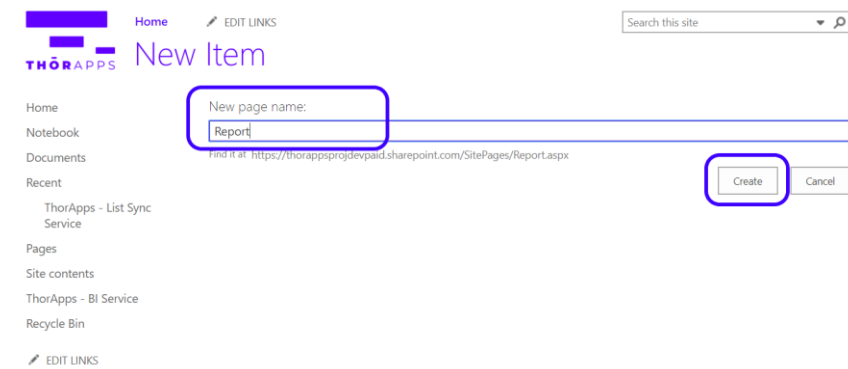 Home
EDIT LINKS
Search this site
THŌRAPPS
New Item
Home
Notebook
Documents
Recent
ThorApps - List Sync
Service
Pages
Site contents
ThorApps - BI Service
Recycle Bin
EDIT LINKS
New page name:
Report
Find it at https://thorappsprojdevpaid.sharepoint.com/SitePages/Report.aspx
Create
Cancel